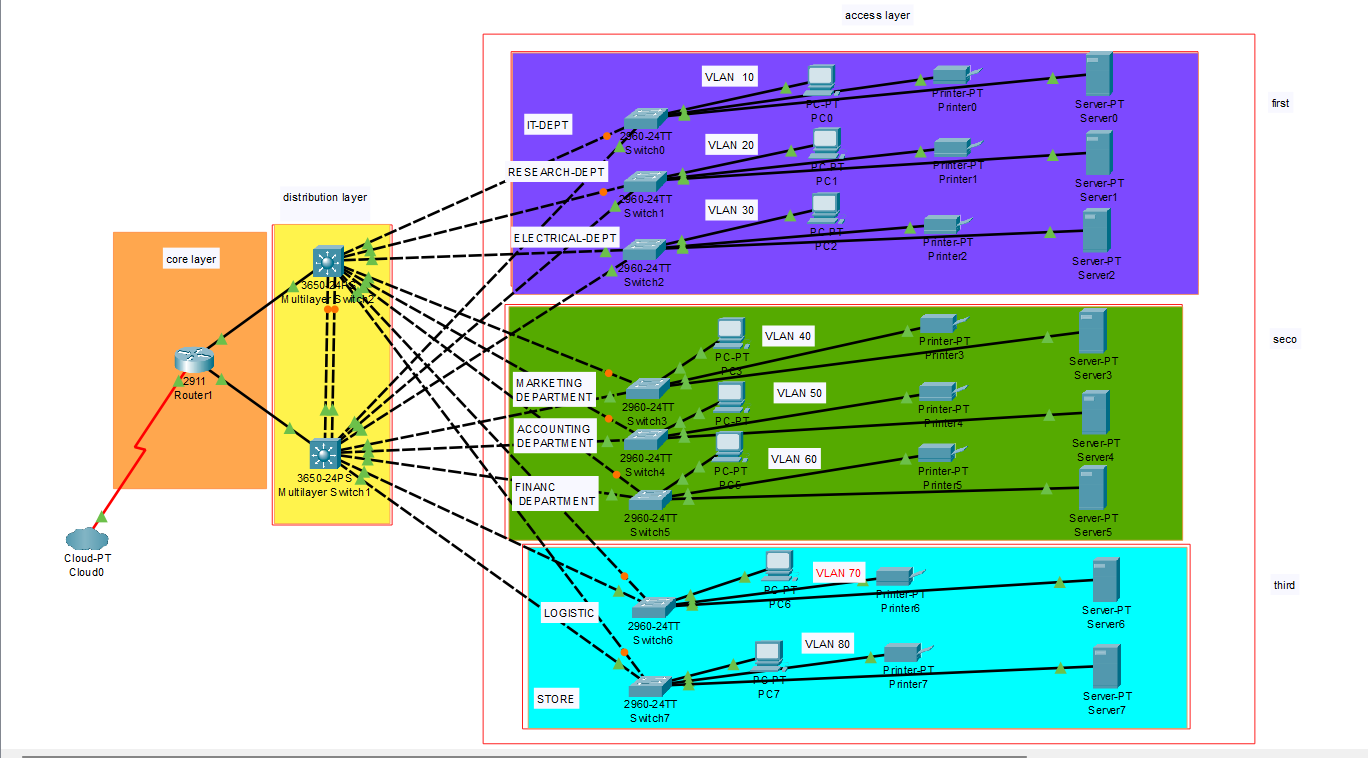 access layer
first
VLAN 10
PC-PT
PC0
Printer-PT
Printer0
Server-PT
Server0
IT-DEPT
2960-24TT
Switch0
VLAN 20
PC-PT
PC1
Printer-PT
Printer1
Server-PT
Server1
RESEARCH-DEPT
2960-24TT
Switch1
VLAN 30
PC-PT
PC2
Printer-PT
Printer2
Server-PT
Server2
ELECTRICAL-DEPT
2960-24TT
Switch2
distribution layer
core layer
3650-24PS
Multilayer Switch2
2911
Router1
3650-24PS
Multilayer Switch1
Cloud-PT
Cloud0
seco
VLAN 40
PC-PT
PC3
Printer-PT
Printer3
Server-PT
Server3
MARKETING
DEPARTMENT
2960-24TT
Switch3
VLAN 50
PC-PT
Printer-PT
Printer4
Server-PT
Server4
ACCOUNTING
DEPARTMENT
2960-24TT
Switch4
VLAN 60
PC-PT
PC5
Printer-PT
Printer5
Server-PT
Server5
FINANC
DEPARTMENT
2960-24TT
Switch5
third
VLAN 70
PC-PT
PC6
Printer-PT
Printer6
Server-PT
Server6
LOGISTIC
2960-24TT
Switch6
VLAN 80
PC-PT
PC7
Printer-PT
Printer7
Server-PT
Server7
STORE
2960-24TT
Switch7